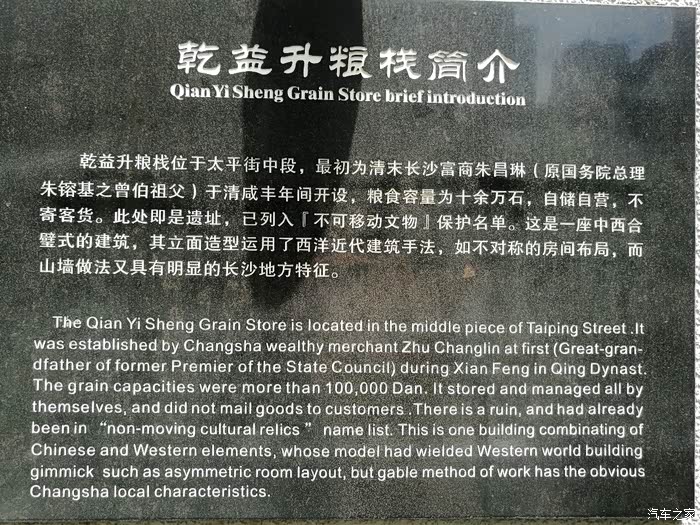 乾益升粮栈简介
Qian Yi Sheng Grain Store brief introduction
乾益升粮栈位于太平街中段，最初为清末长沙富商朱昌琳（原国务院总理
朱镕基之曾伯祖父）于清咸丰年间开设，粮食容量为十余万石，自储自营，不
寄客货。此处即是遗址，已列入『不可移动文物』保护名单。这是一座中西合
璧式的建筑，其立面造型运用了西洋近代建筑手法，如不对称的房间布局，而
山墙做法又具有明显的长沙地方特征。
The Qian Yi Sheng Grain Store is located in the middle piece of Taiping Street .It
was established by Changsha wealthy merchant Zhu Changlin at first (Great-gran-
dfather of former Premier of the State Council) during Xian Feng in Qing Dynast.
The grain capacities were more than 100,000 Dan. It stored and managed all by
themselves, and did not mail goods to customers .There is a ruin, and had already
been in “non-moving cultural relics ” name list. This is one building combinating of
Chinese and Western elements, whose model had wielded Western world building
gimmick such as asymmetric room layout, but gable method of work has the obvious
Changsha local characteristics.
汽车之家